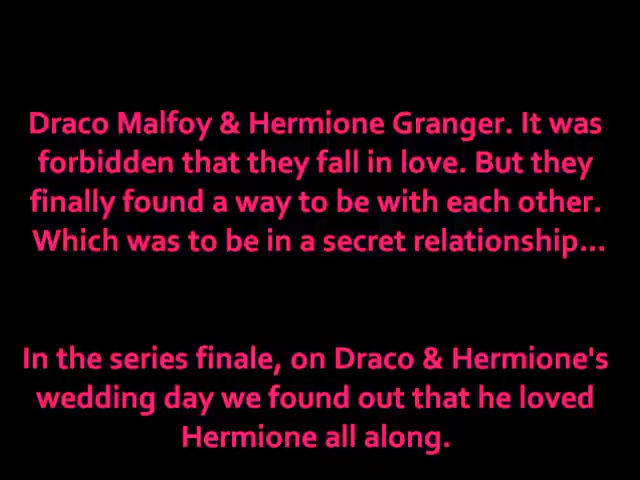 Draco Malfoy & Hermione Granger. It was
forbidden that they fall in love. But they
finally found a way to be with each other.
Which was to be in a secret relationship...
In the series finale, on Draco & Hermione's
wedding day we found out that he loved
Hermione all along.